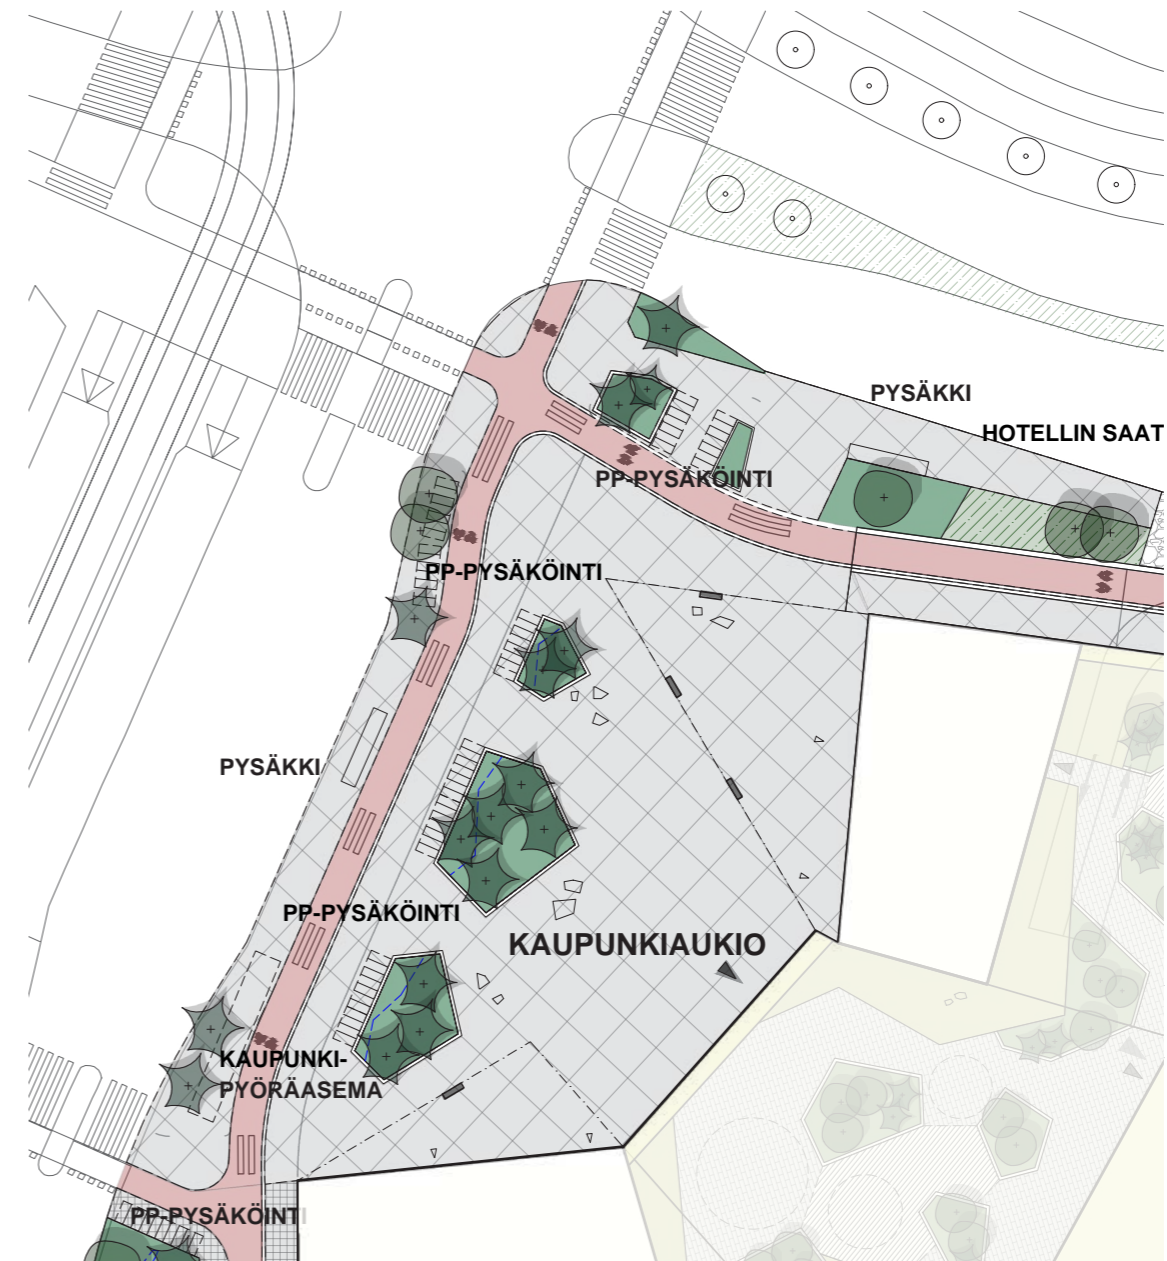 PYSÄKKI
HOTELLIN SAAT
PP-PYSÄKÖINTI
PP-PYSÄKÖINTI
PYSÄKKI
PP-PYSÄKÖINTI
KAUPUNKIAUKIO
KAUPUNKI-
PYÖRÄASEMA
PP-PYSÄKÖINTI